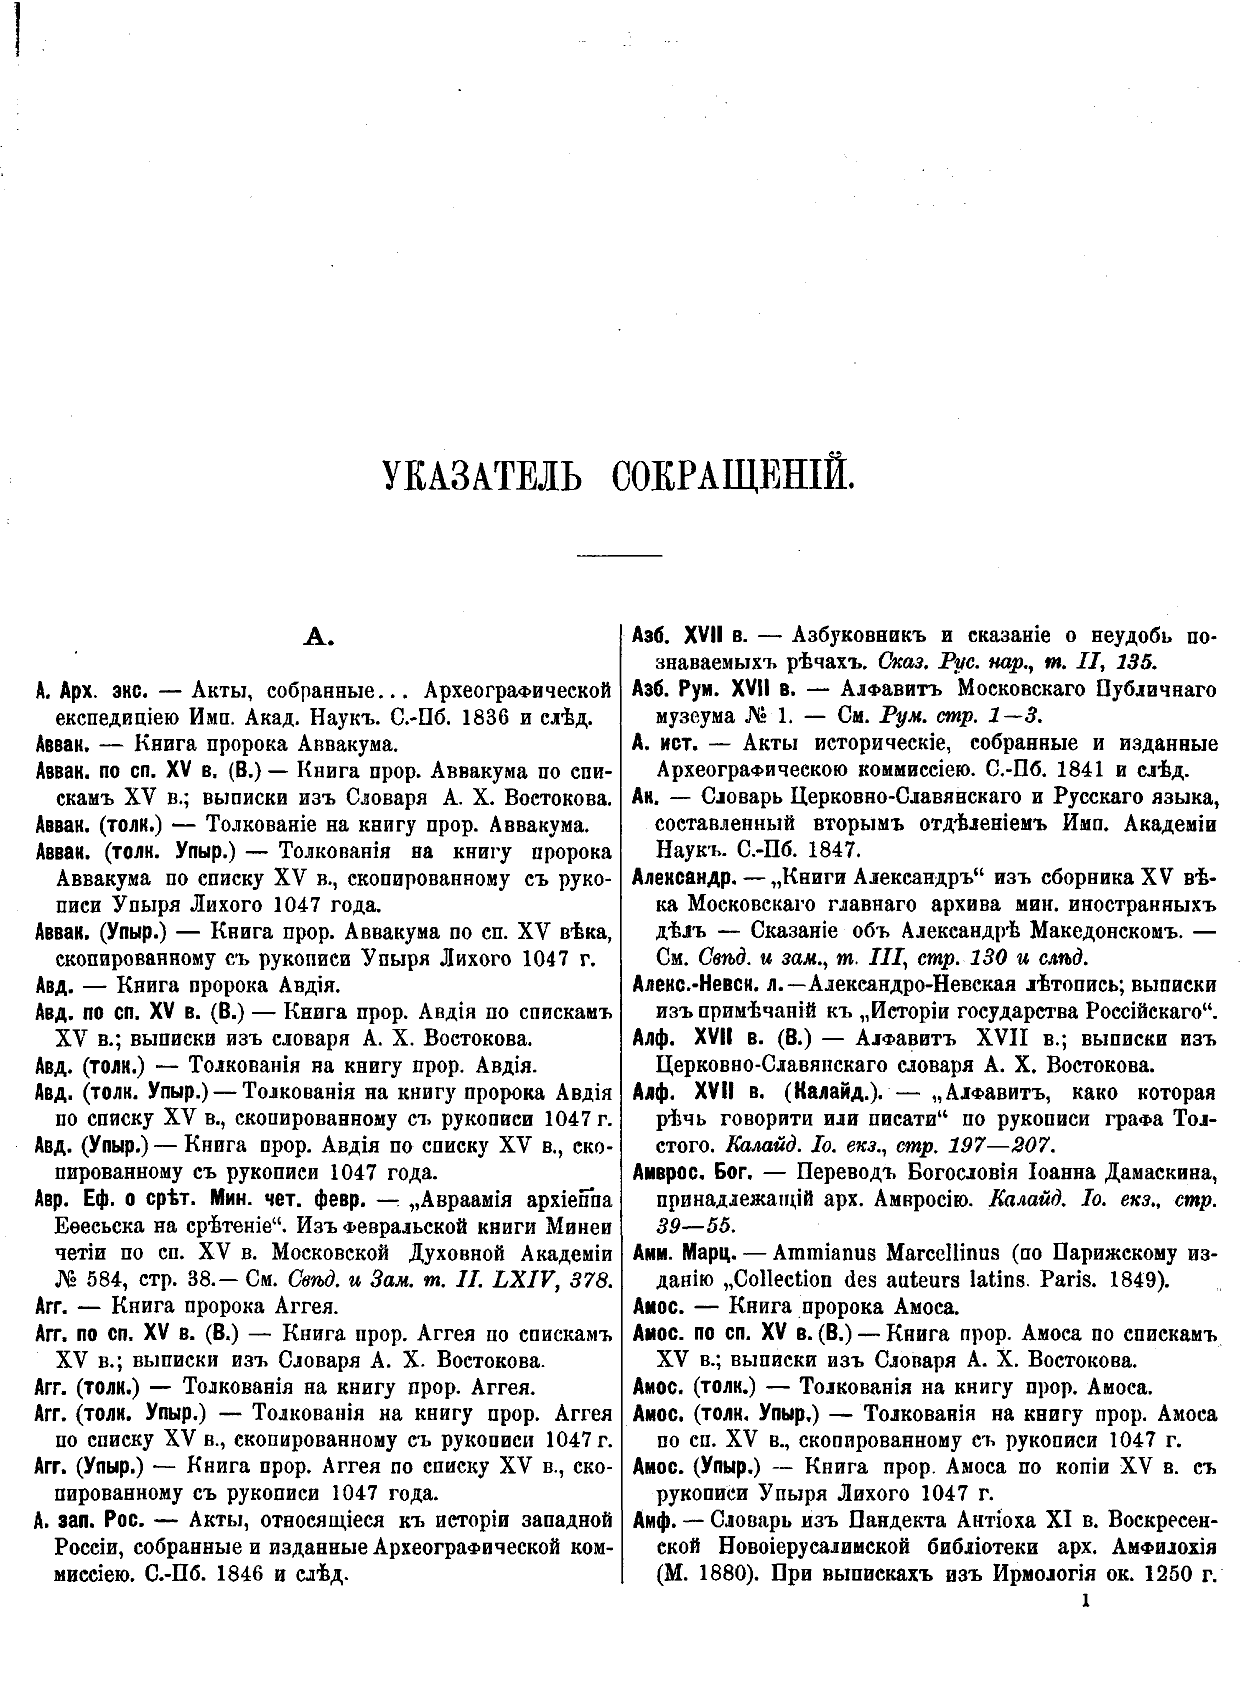 УКАЗАТЕЛЬ СОКРАЩЕНІЙ.
А.
А. Арх. экс. — Акты, собранные... Археографической
експедиціею Имп. Акад. Наукъ. С.-Пб. 1836 и слѣд.
Аввак. — Книга пророка Аввакума.
Аввак. по сп. XV в. (В.) — Книга прор. Аввакума по спи-
скамъ XV в.; выписки изъ Словаря А. Х. Востокова.
Аввак. (толк.) — Толкованіе на книгу прор. Аввакума.
Аввак. (толк. Упыр.) — Толкованія на книгу пророка
Аввакума по списку XV в., скопированному съ руко-
писи Упыря Лихого 1047 года.
Аввак. (Упыр.) — Книга прор. Аввакума по сп. XV вѣка,
скопированному съ рукописи Упыря Лихого 1047 г.
Авд. — Книга пророка Авдія.
Авд. по сп. XV в. (В.) — Книга прор. Авдія по спискамъ
XV в.; выписки изъ словаря А. Х. Востокова.
Авд. (толк.) — Толкованія на книгу прор. Авдія.
Авд. (толк. Упыр.) — Толкованія на книгу пророка Авдія
по списку XV в., скопированному съ рукописи 1047 г.
Авд. (Упыр.) — Книга прор. Авдія по списку XV в., ско-
пированному съ рукописи 1047 года.
Авр. Еф. о срѣт. Мин. чет. февр. — „Авраамія архіепп҃а
Еѳесьска на срѣтеніе“. Изъ февральской книги Минеи
четіи по сп. XV в. Московской Духовной Академіи
№ 584, стр. 38.— См. Свѣд. и Зам. т. II. LXIV, 378.
Агг. — Книга пророка Аггея.
Агг. по сп. XV в. (В.) — Книга прор. Аггея по спискамъ
XV в.; выписки изъ Словаря А. Х. Востокова.
Агг. (толк.) — Толкованія на книгу прор. Аггея.
Агг. (толк. Упыр.) — Толкованія на книгу прор. Аггея
по списку XV в., скопированному съ рукописи 1047 г.
Агг. (Упыр.) — Книга прор. Аггея по списку XV в., ско-
пированному съ рукописи 1047 года.
А. зап. Рос. — Акты, относящіеся къ исторіи западной
Россіи, собранные и изданные Археографической ком-
миссіею. С.-Пб. 1846 и слѣд.
Азб. XVII в. — Азбуковникъ и сказаніе о неудобь по-
знаваемыхъ рѣчахъ. Сказ. Рус. нар., т. II, 135.
Азб. Рум. XVII в. — Алфавитъ Московскаго Публичнаго
музеума № 1. — См. Рум. стр. 1—3.
А. ист. — Акты историческіе, собранные и изданные
Археографическою коммиссіею. С.-Пб. 1841 и слѣд.
Ак. — Словарь Церковно-Славянскаго и Русскаго языка,
составленный вторымъ отдѣленіемъ Имп. Академіи
Наукъ. С.-Пб. 1847.
Александр. — „Книги Александръ“ изъ сборника XV вѣ-
ка Московскаго главнаго архива мин. иностранныхъ
дѣлъ — Сказаніе объ Александрѣ Македонскомъ. —
См. Свѣд. и зам., т. III, стр. 130 и слѣд.
Алекс.-Невск. л. — Александро-Невская лѣтопись; выписки
изъ примѣчаній къ „Исторіи государства Россійскаго“.
Алф. XVII в. (В.) — Алфавитъ XVII в.; выписки изъ
Церковно-Славянскаго словаря А. Х. Востокова.
Алф. XVII в. (Калайд.). — „Алфавитъ, како которая
рѣчь говорити или писати“ по рукописи графа Тол-
стого. Калайд. Іо. екз., стр. 197—207.
Амврос. Бог. — Переводъ Богословія Іоанна Дамаскина,
принадлежащій арх. Амвросію. Калайд. Іо. екз., стр.
39—55.
Амм. Марц. — Ammianus Marcellinus (по Парижскому из-
данію „Collection des auteurs latins. Paris. 1849).
Амос. — Книга пророка Амоса.
Амос. по сп. XV в. (В.) — Книга прор. Амоса по спискамъ
XV в.; выписки изъ Словаря А. Х. Востокова.
Амос. (толк.) — Толкованія на книгу прор. Амоса.
Амос. (толк. Упыр.) — Толкованія на книгу прор. Амоса
по сп. XV в., скопированному съ рукописи 1047 г.
Амос. (Упыр.) — Книга прор. Амоса по копіи XV в. съ
рукописи Упыря Лихого 1047 г.
Амф. — Словарь изъ Пандекта Антіоха XI в. Воскресен-
ской Новоіерусалимской библіотеки арх. Амфилохія
(М. 1880). При выпискахъ изъ Ирмологія ок. 1250 г.
1